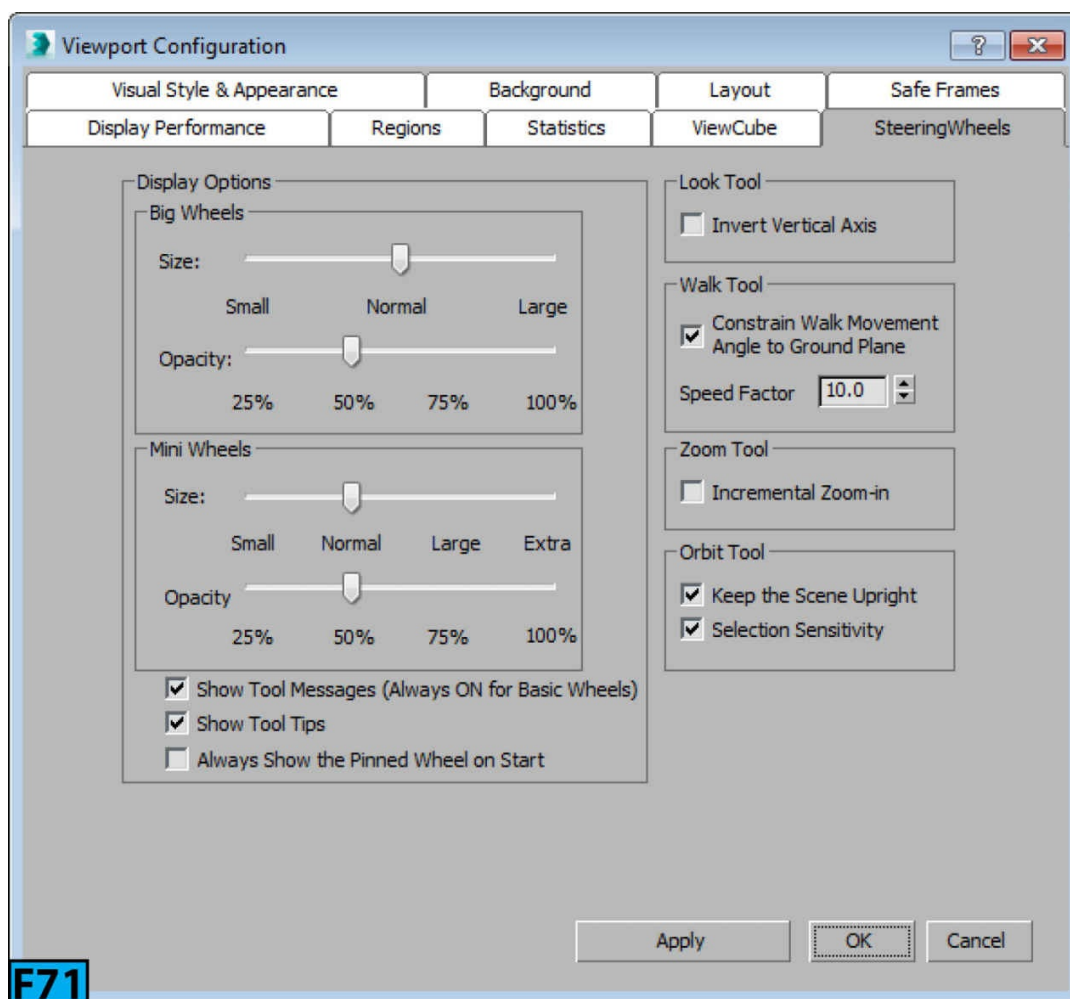 Viewport Configuration
Visual Style & Appearance Background Layout Safe Frames
Display Performance Regions Statistics ViewCube SteeringWheels
Display Options
Big Wheels
Size:
Small Normal Large
Opacity:
25% 50% 75% 100%
Mini Wheels
Size:
Small Normal Large Extra
Opacity
25% 50% 75% 100%
Show Tool Messages (Always ON for Basic Wheels)
Show Tool Tips
Always Show the Pinned Wheel on Start
Look Tool
Invert Vertical Axis
Walk Tool
Constrain Walk Movement
Angle to Ground Plane
Speed Factor 10.0
Zoom Tool
Incremental Zoom-in
Orbit Tool
Keep the Scene Upright
Selection Sensitivity
Apply OK Cancel
F71